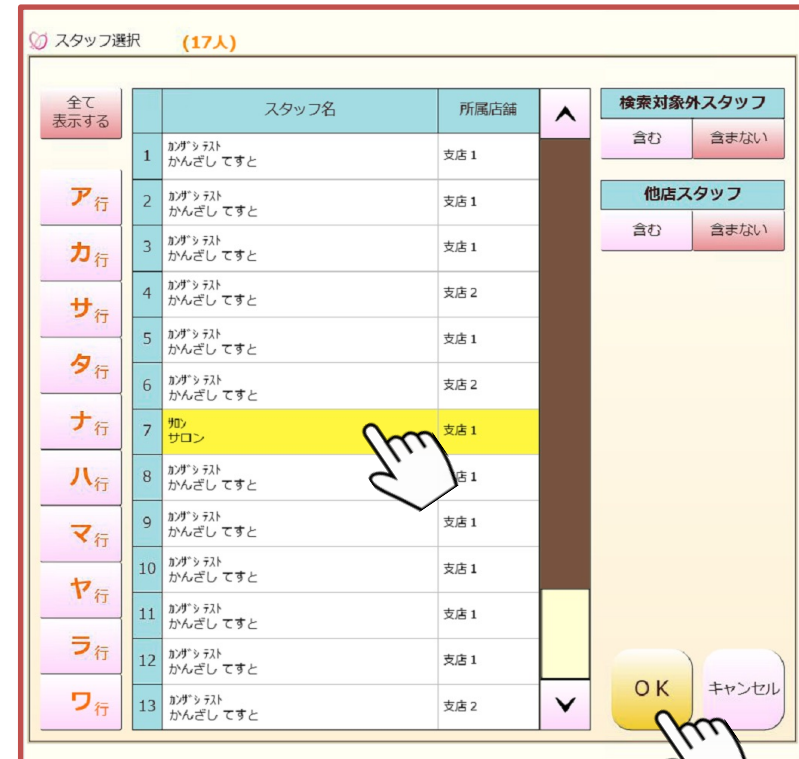 スタッフ選択 (17人)
全て
表示する
ア行
カ行
サ行
タ行
ナ行
ハ行
マ行
ヤ行
ラ行
ワ行
スタッフ名 所属店舗
1 ｶﾝｻﾞｼ ﾃｽﾄ
かんざし てすと 支店1
2 ｶﾝｻﾞｼ ﾃｽﾄ
かんざし てすと 支店1
3 ｶﾝｻﾞｼ ﾃｽﾄ
かんざし てすと 支店1
4 ｶﾝｻﾞｼ ﾃｽﾄ
かんざし てすと 支店2
5 ｶﾝｻﾞｼ ﾃｽﾄ
かんざし てすと 支店1
6 ｶﾝｻﾞｼ ﾃｽﾄ
かんざし てすと 支店2
7 ｻﾛﾝ
サロン 支店1
8 ｶﾝｻﾞｼ ﾃｽﾄ
かんざし てすと 店1
9 ｶﾝｻﾞｼ ﾃｽﾄ
かんざし てすと 支店1
10 ｶﾝｻﾞｼ ﾃｽﾄ
かんざし てすと 支店1
11 ｶﾝｻﾞｼ ﾃｽﾄ
かんざし てすと 支店1
12 ｶﾝｻﾞｼ ﾃｽﾄ
かんざし てすと 支店1
13 ｶﾝｻﾞｼ ﾃｽﾄ
かんざし てすと 支店2
検索対象外スタッフ
含む 含まない
他店スタッフ
含む 含まない
OK キャンセル